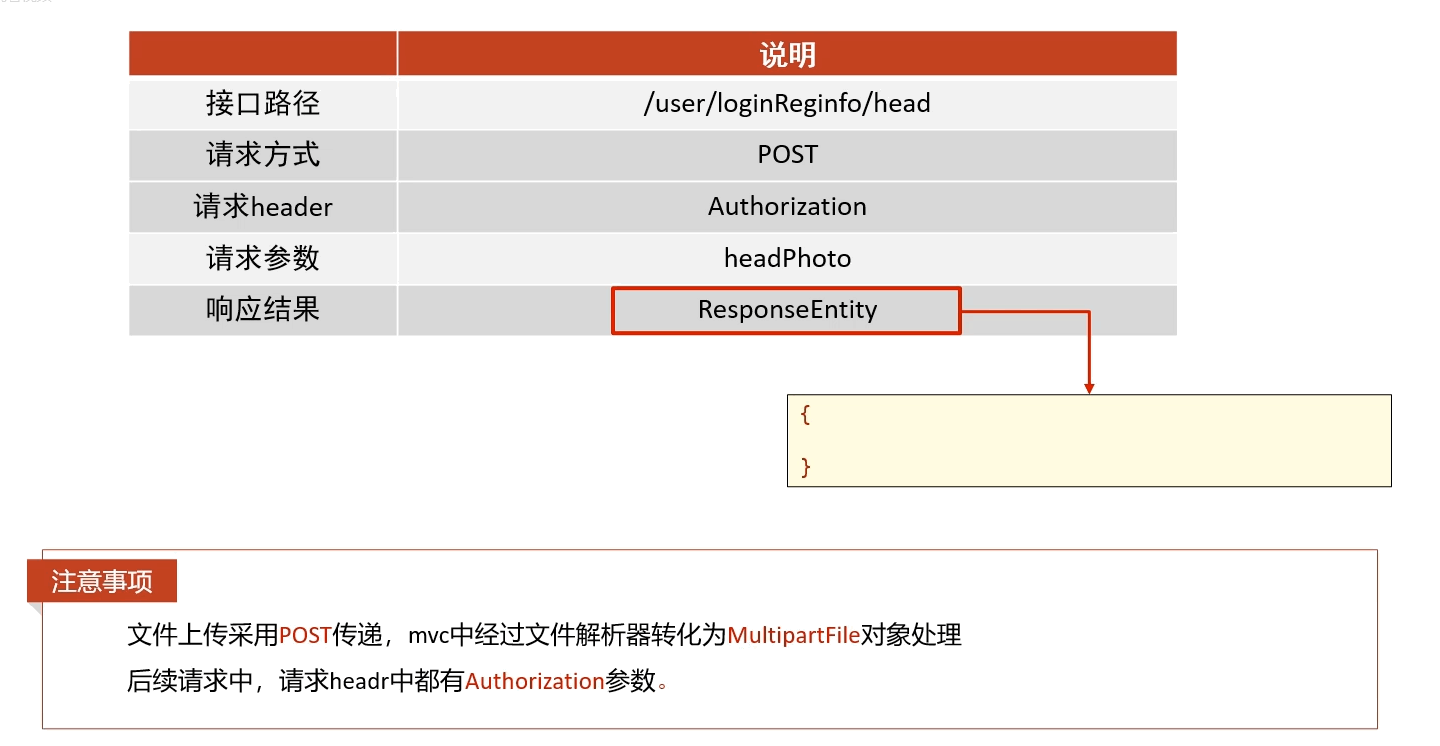 说明
接口路径 /user/loginReginfo/head
请求方式 POST
请求header Authorization
请求参数 headPhoto
响应结果 ResponseEntity
{
}
注意事项
文件上传采用POST传递，mvc中经过文件解析器转化为MultipartFile对象处理
后续请求中，请求headr中都有Authorization参数。